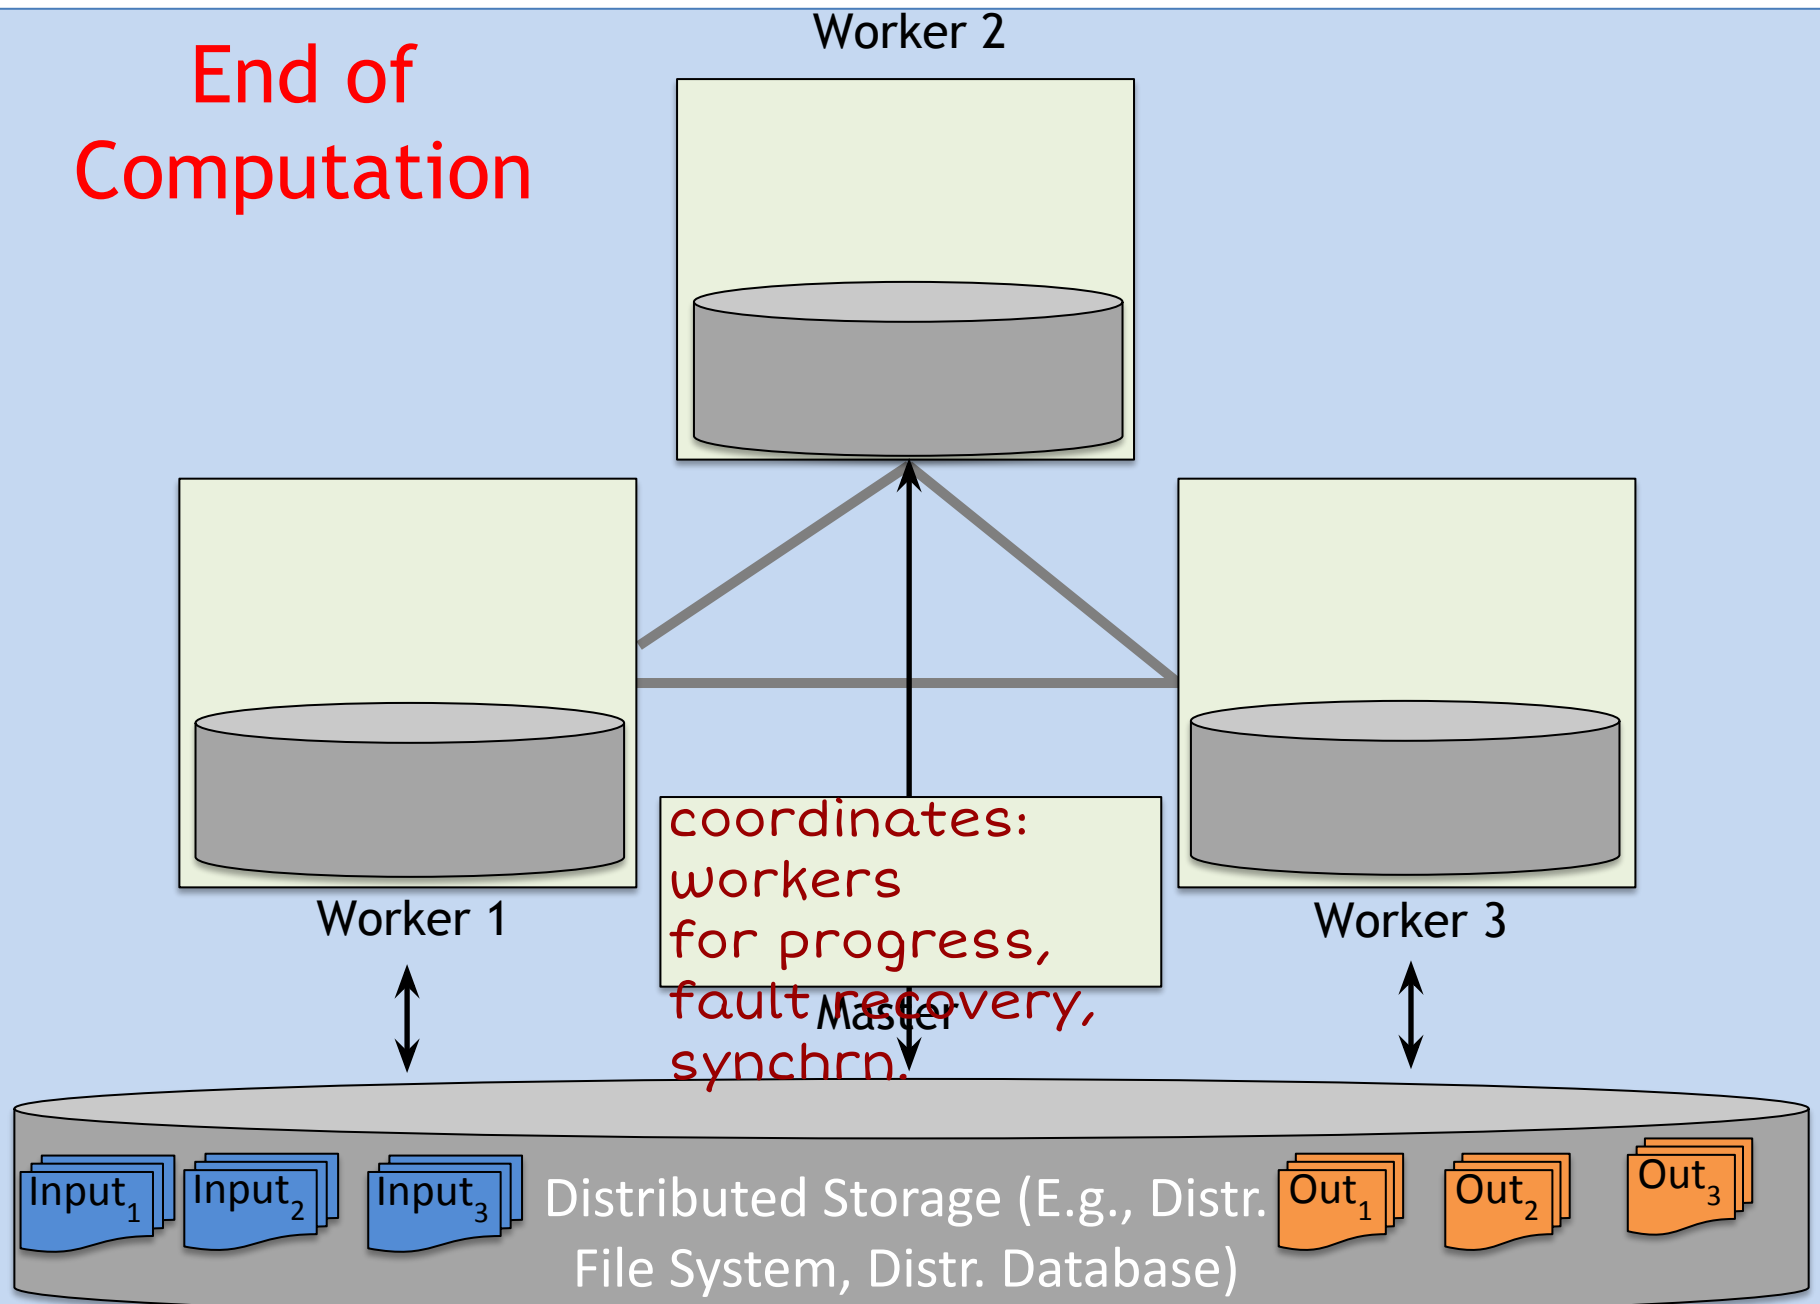 Worker 2
End of
Computation
coordinates:
workers
for progress,
fault recovery,
synchrn.
Worker 1
Master
Worker 3
Input1
Input2
Input3
Distributed Storage (E.g., Distr.
File System, Distr. Database)
Out1
Out2
Out3